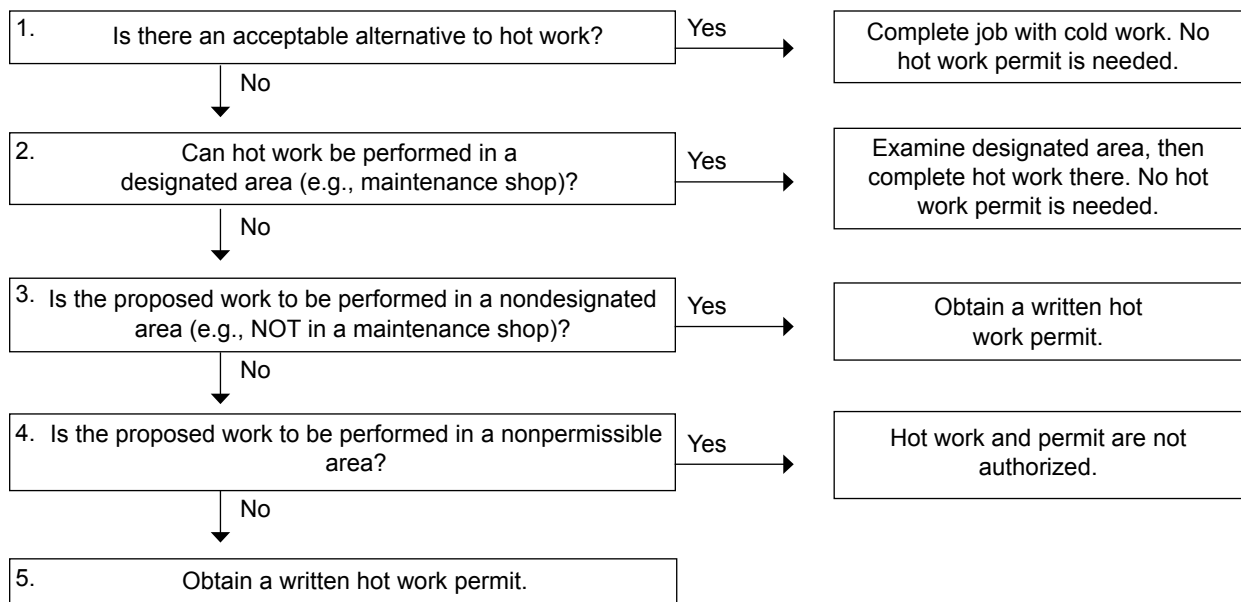 1. Is there an acceptable alternative to hot work?
Yes
Complete job with cold work. No
hot work permit is needed.
No
2. Can hot work be performed in a
designated area (e.g., maintenance shop)?
Yes
Examine designated area, then
complete hot work there. No hot
work permit is needed.
No
3. Is the proposed work to be performed in a nondesignated
area (e.g., NOT in a maintenance shop)?
Yes
Obtain a written hot
work permit.
No
4. Is the proposed work to be performed in a nonpermissible
area?
Yes
Hot work and permit are not
authorized.
No
5. Obtain a written hot work permit.